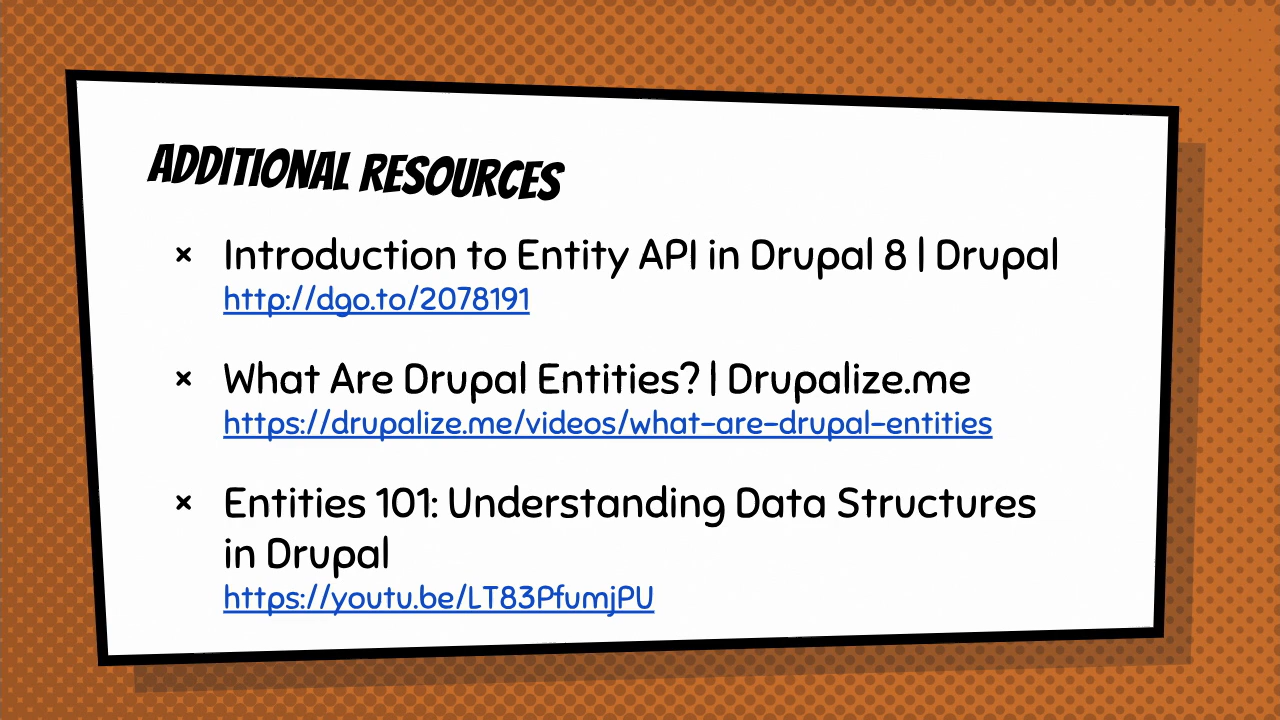 ADDITIONAL RESOURCES
× Introduction to Entity API in Drupal 8 | Drupal
http://dgo.to/2078191
× What Are Drupal Entities? | Drupalize.me
https://drupalize.me/videos/what-are-drupal-entities
× Entities 101: Understanding Data Structures
in Drupal
https://youtu.be/LT83PfumjPU